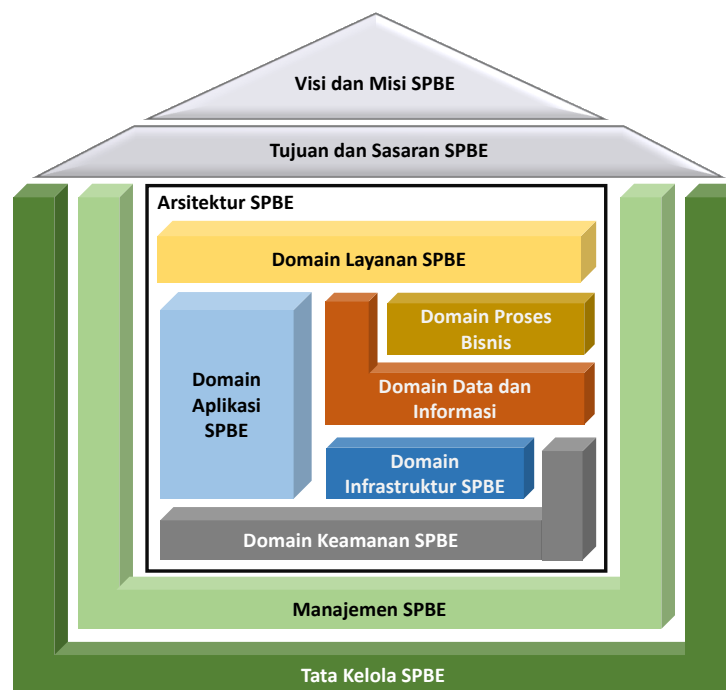 Visi dan Misi SPBE
Tujuan dan Sasaran SPBE
Arsitektur SPBE
Domain Layanan SPBE
Domain
Aplikasi
SPBE
Domain Proses
Bisnis
Domain Data dan
Informasi
Domain
Infrastruktur SPBE
Domain Keamanan SPBE
Manajemen SPBE
Tata Kelola SPBE